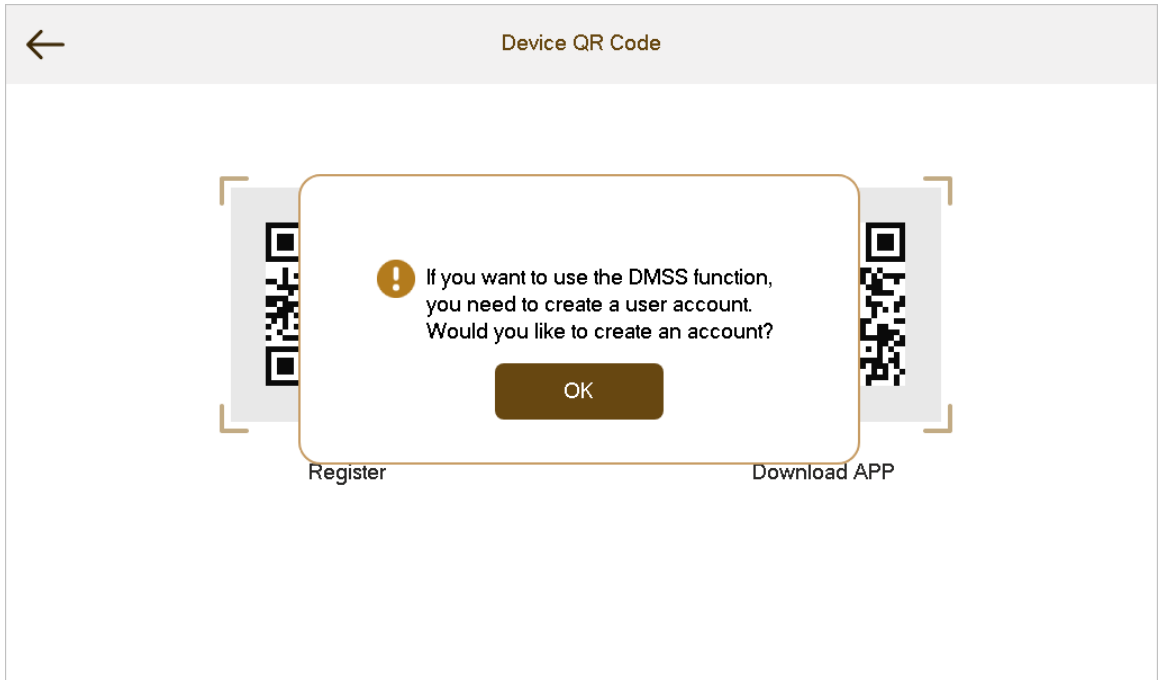 Device QR Code
If you want to use the DMSS function,
you need to create a user account.
Would you like to create an account?
OK
Register
Download APP